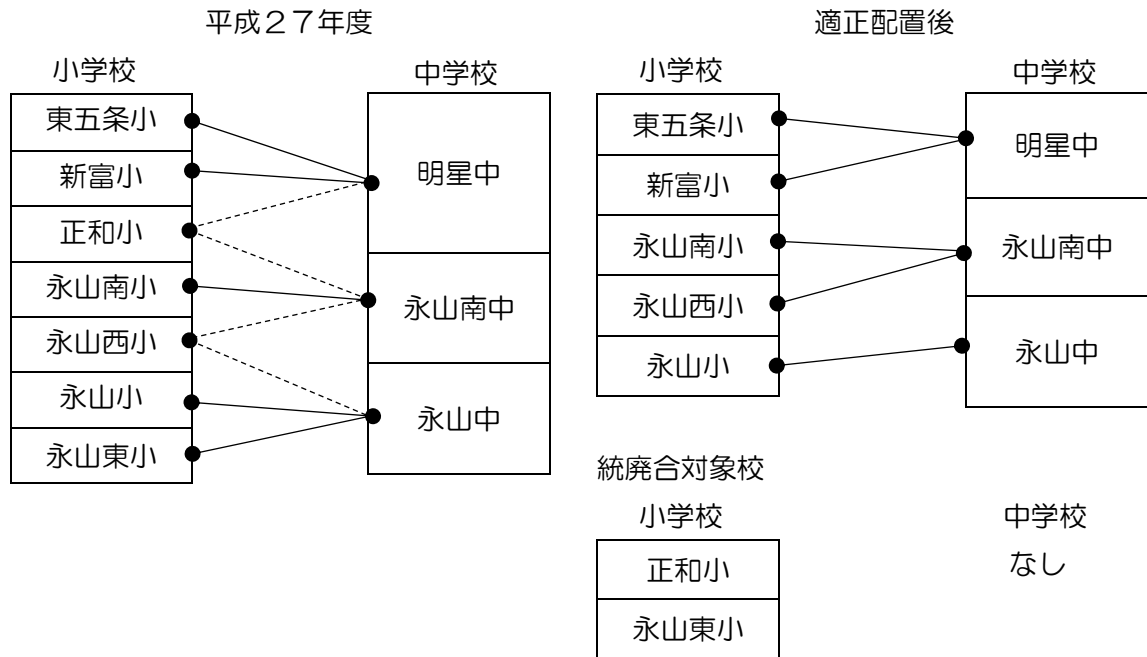 平成２７年度
小学校
中学校
東五条小
新富小
正和小
永山南小
永山西小
永山小
永山東小
明星中
永山南中
永山中
適正配置後
小学校
中学校
東五条小
新富小
永山南小
永山西小
永山小
明星中
永山南中
永山中
統廃合対象校
小学校
中学校
正和小
なし
永山東小